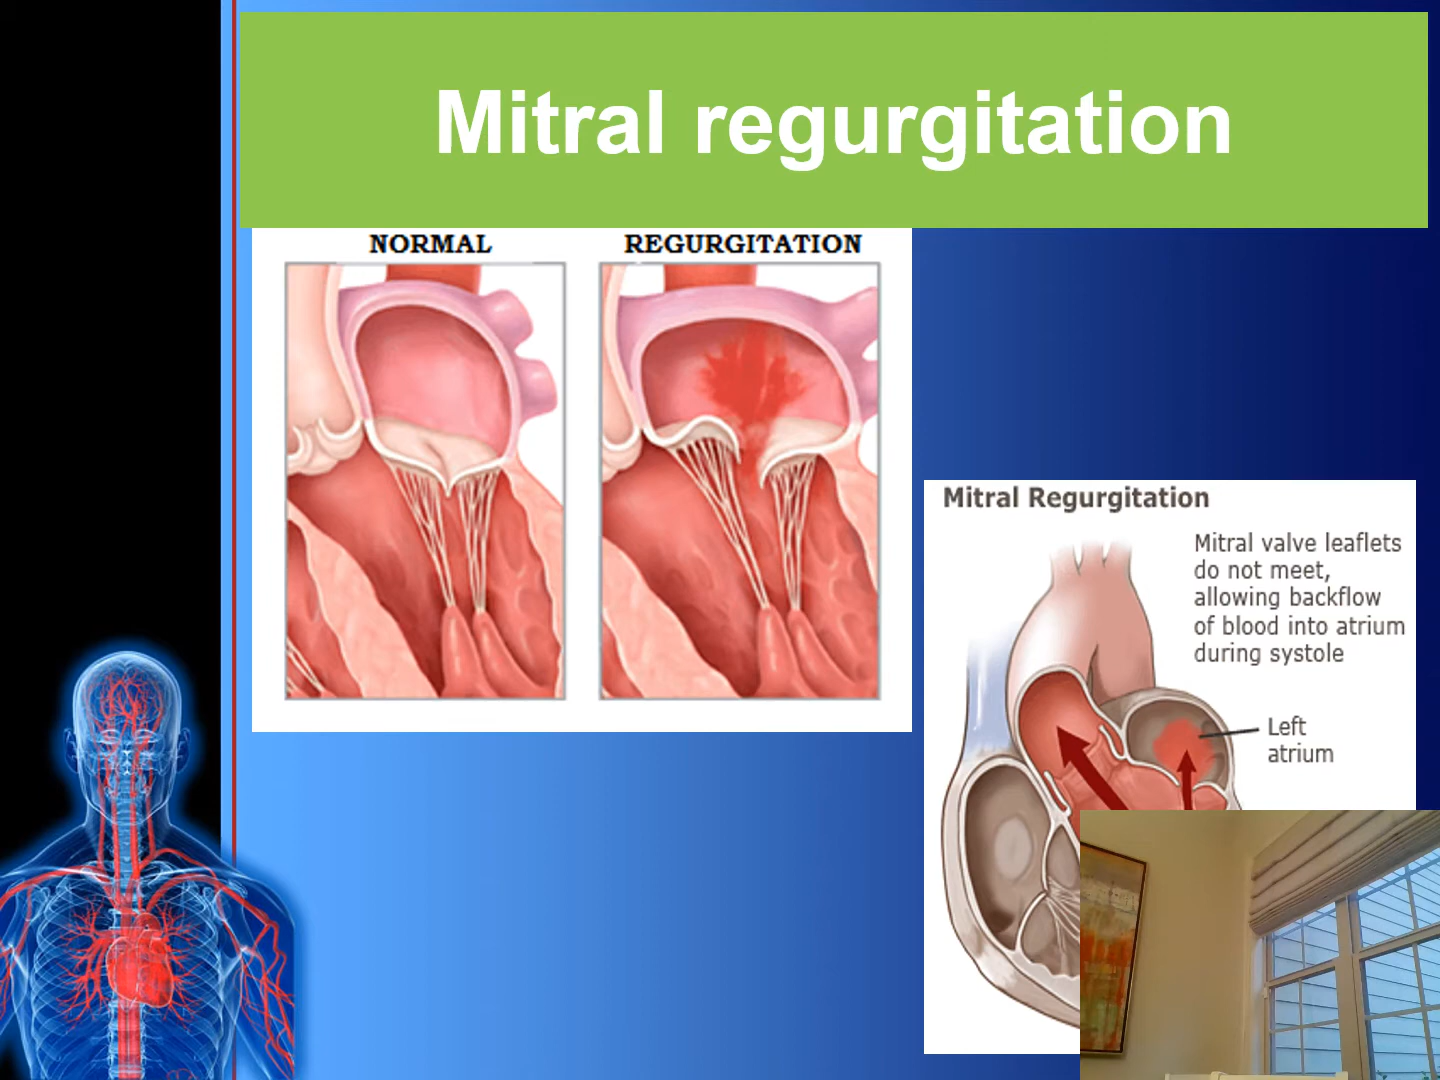 Mitral regurgitation
NORMAL
REGURGITATION
Mitral Regurgitation
Mitral valve leaflets
do not meet,
allowing backflow
of blood into atrium
during systole
Left
atrium